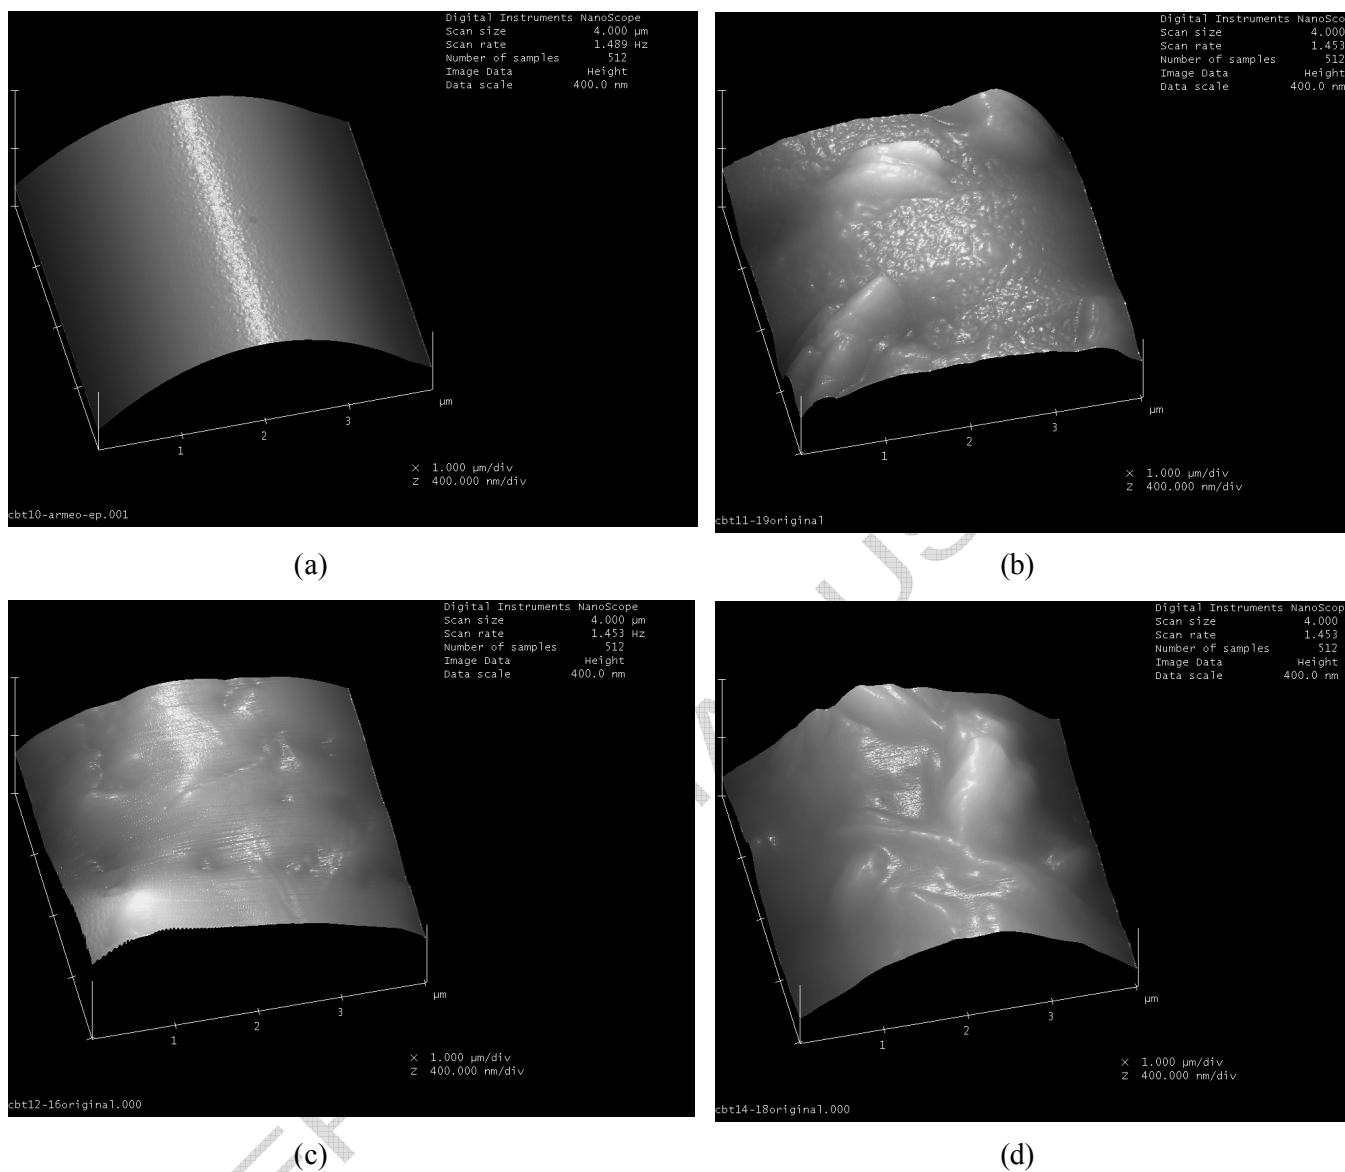 Digital Instruments NanoScope
Scan size 4.000 µm
Scan rate 1.489 Hz
Number of samples 512
Image Data Height
Data scale 400.0 nm
1
2
3
µm
X 1.000 µm/div
Z 400.000 nm/div
cbt10-armeo-ep.001
(a)
Digital Instruments NanoSco
Scan size 4.000
Scan rate 1.453
Number of samples 512
Image Data Height
Data scale 400.0 nm
1
2
3
µm
X 1.000 µm/div
Z 400.000 nm/div
cbt11-19original
(b)
Digital Instruments NanoScope
Scan size 4.000 µm
Scan rate 1.453 Hz
Number of samples 512
Image Data Height
Data scale 400.0 nm
1
2
3
µm
X 1.000 µm/div
Z 400.000 nm/div
cbt12-16original.000
(c)
Digital Instruments NanoScop
Scan size 4.000
Scan rate 1.453
Number of samples 512
Image Data Height
Data scale 400.0 nm
1
2
3
µm
X 1.000 µm/div
Z 400.000 nm/div
cbt14-18original.000
(d)